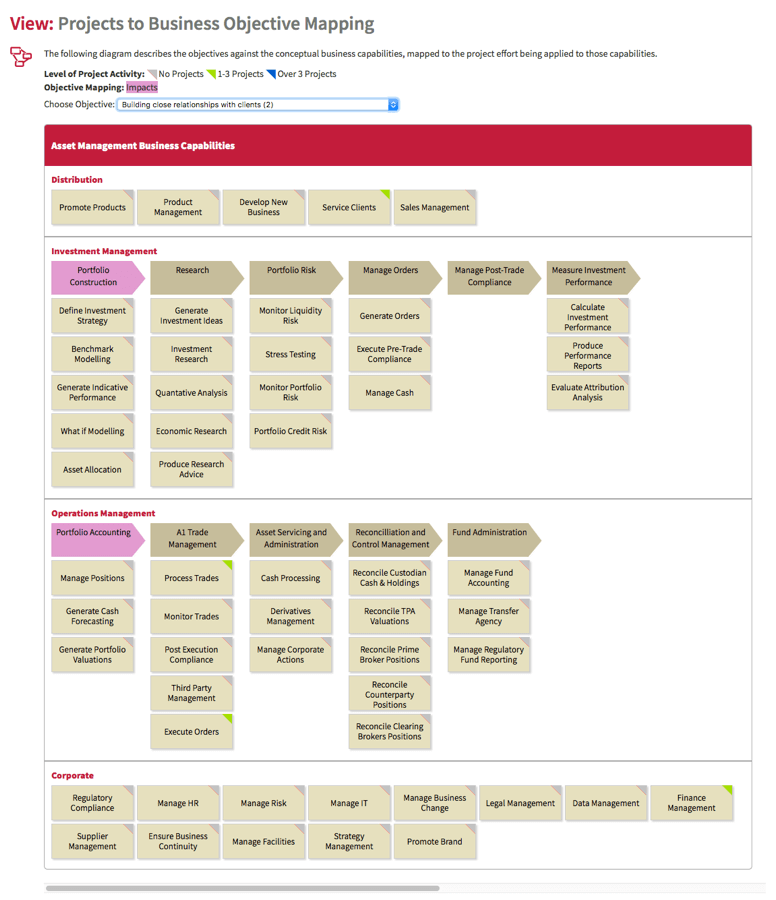 View: Projects to Business Objective Mapping
The following diagram describes the objectives against the conceptual business capabilities, mapped to the project effort being applied to those capabilities.
Level of Project Activity: No Projects 1-3 Projects Over 3 Projects
Objective Mapping: Impacts
Choose Objective: Building close relationships with clients (2)
Asset Management Business Capabilities
Distribution
Promote Products
Product
Management
Develop New
Business
Service Clients
Sales Management
Investment Management
Portfolio
Construction
Research
Portfolio Risk
Manage Orders
Manage Post-Trade
Compliance
Measure Investment
Performance
Define Investment
Strategy
Generate
Investment Ideas
Monitor Liquidity
Risk
Generate Orders
Calculate
Investment
Performance
Benchmark
Modelling
Investment
Research
Stress Testing
Execute Pre-Trade
Compliance
Produce
Performance
Reports
Generate Indicative
Performance
Quantative Analysis
Monitor Portfolio
Risk
Manage Cash
Evaluate Attribution
Analysis
What if Modelling
Economic Research
Portfolio Credit Risk
Asset Allocation
Produce Research
Advice
Operations Management
Portfolio Accounting
A1 Trade
Management
Asset Servicing and
Administration
Reconcilliation and
Control Management
Fund Administration
Manage Positions
Process Trades
Cash Processing
Reconcile Custodian
Cash & Holdings
Manage Fund
Accounting
Generate Cash
Forecasting
Monitor Trades
Derivatives
Management
Reconcile TPA
Valuations
Manage Transfer
Agency
Generate Portfolio
Valuations
Post Execution
Compliance
Manage Corporate
Actions
Reconcile Prime
Broker Positions
Manage Regulatory
Fund Reporting
Third Party
Management
Reconcile
Counterparty
Positions
Execute Orders
Reconcile Clearing
Brokers Positions
Corporate
Regulatory
Compliance
Manage HR
Manage Risk
Manage IT
Manage Business
Change
Legal Management
Data Management
Finance
Management
Supplier
Management
Ensure Business
Continuity
Manage Facilities
Strategy
Management
Promote Brand